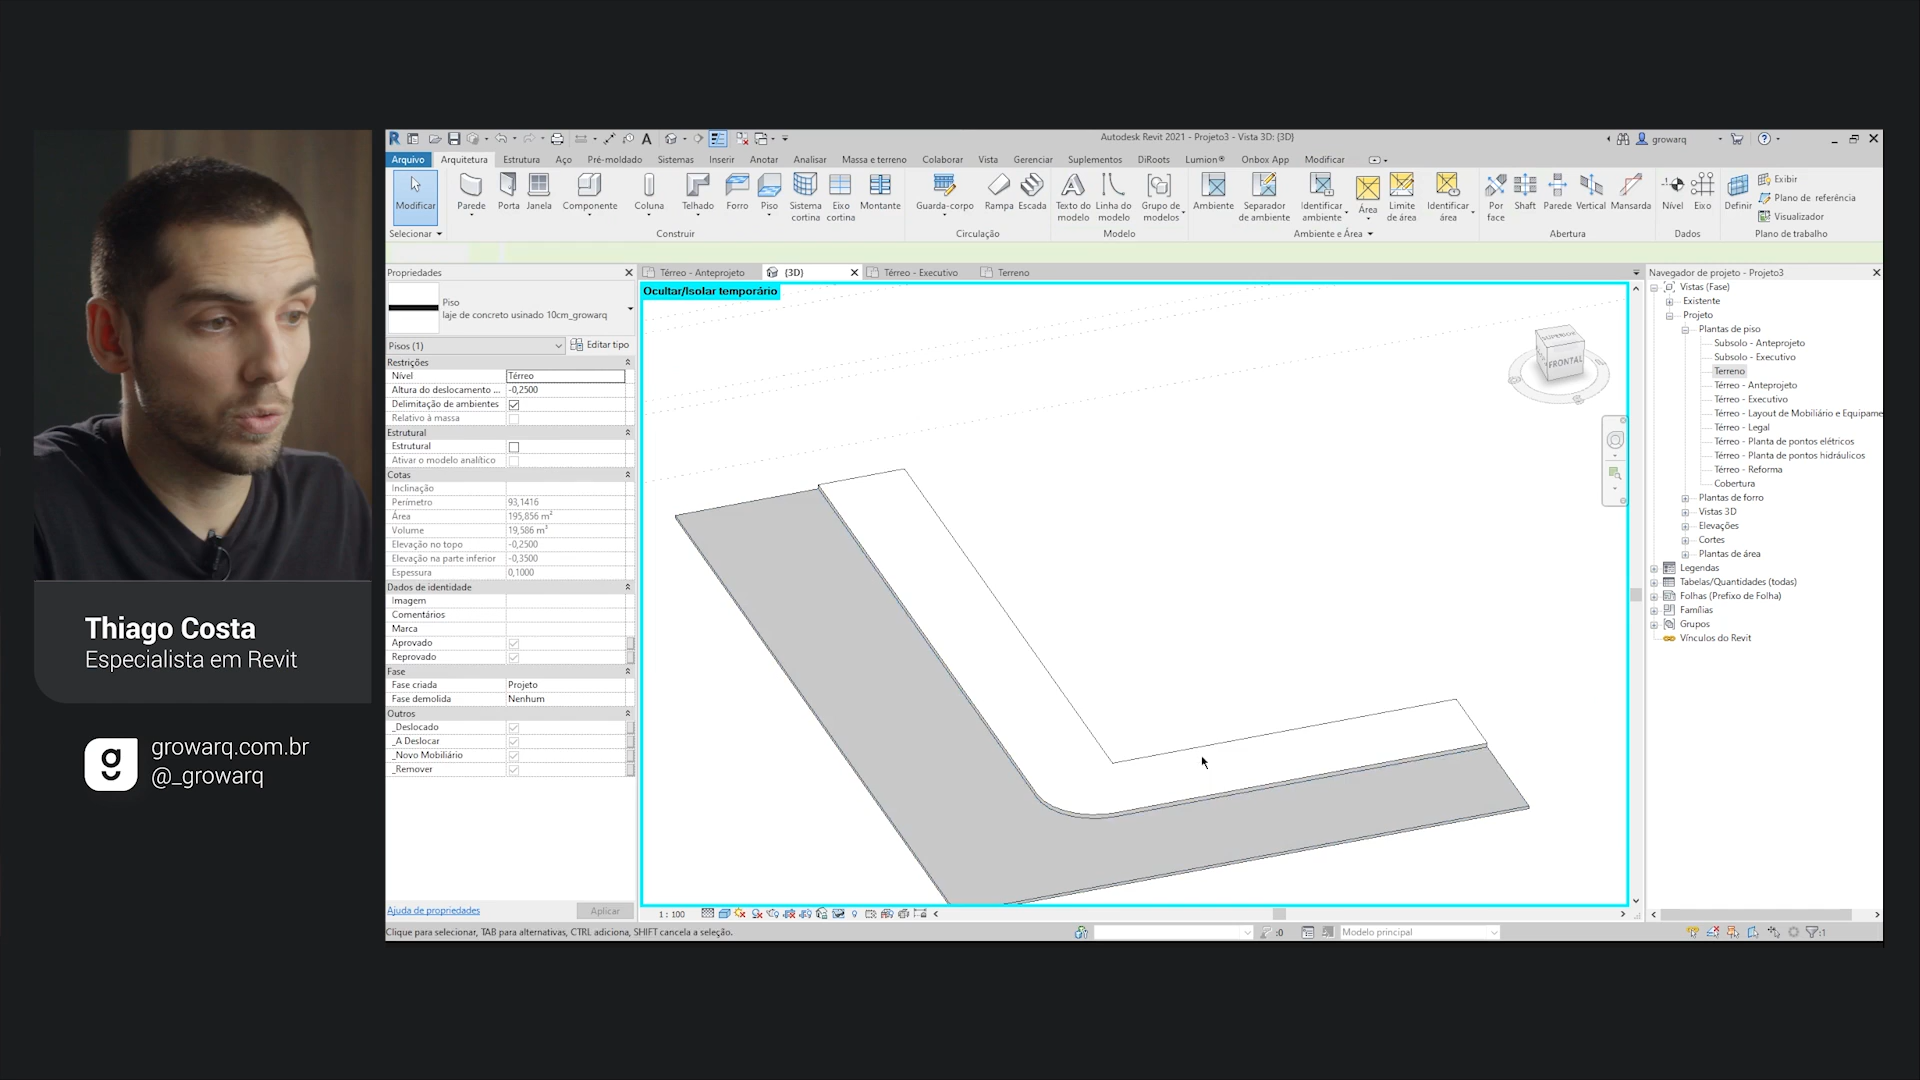 Autodesk Revit 2021 - Projeto3 - Vista 3D: {3D}
growarq
Arquivo Arquitetura Estrutura Aço Pré-moldado Sistemas Inserir Anotar Analisar Massa e terreno Colaborar Vista Gerenciar Suplementos DiRoots Lumion® Onbox App Modificar
Modificar Parede Porta Janela Componente Coluna Telhado Forro Piso Sistema cortina Eixo cortina Montante Guarda-corpo Rampa Escada Texto do modelo Linha do modelo Grupo de modelos Ambiente Separador de ambiente Identificar ambiente Área Limite de área Identificar área Por face Shaft Parede Vertical Mansarda Nível Eixo Definir
Exibir
Plano de referência
Visualizador
Selecionar Construir Circulação Modelo Ambiente e Área Abertura Dados Plano de trabalho
Propriedades
Térreo - Anteprojeto {3D} Térreo - Executivo Terreno
Navegador de projeto - Projeto3
Piso
laje de concreto usinado 10cm_growarq
Pisos (1) Editar tipo
Restrições
Nível Térreo
Altura do deslocamento ... -0,2500
Delimitação de ambientes
Relativo à massa
Estrutural
Estrutural
Ativar o modelo analítico
Cotas
Inclinação
Perímetro 93,1416
Área 195,856 m²
Volume 19,586 m³
Elevação no topo -0,2500
Elevação na parte inferior -0,3500
Espessura 0,1000
Dados de identidade
Imagem
Comentários
Marca
Aprovado
Reprovado
Fase
Fase criada Projeto
Fase demolida Nenhum
Outros
_Deslocado
_A Deslocar
_Novo Mobiliário
_Remover
Ajuda de propriedades Aplicar
Ocultar/Isolar temporário
SUPERIOR
FRONTAL
1 : 100
Vistas (Fase)
Existente
Projeto
Plantas de piso
Subsolo - Anteprojeto
Subsolo - Executivo
Terreno
Térreo - Anteprojeto
Térreo - Executivo
Térreo - Layout de Mobiliário e Equipame
Térreo - Legal
Térreo - Planta de pontos elétricos
Térreo - Planta de pontos hidráulicos
Térreo - Reforma
Cobertura
Plantas de forro
Vistas 3D
Elevações
Cortes
Plantas de área
Legendas
Tabelas/Quantidades (todas)
Folhas (Prefixo de Folha)
Famílias
Grupos
Vínculos do Revit
Clique para selecionar, TAB para alternativas, CTRL adiciona, SHIFT cancela a seleção.
:0
Modelo principal
:1
Thiago Costa
Especialista em Revit
g
growarq.com.br
@_growarq